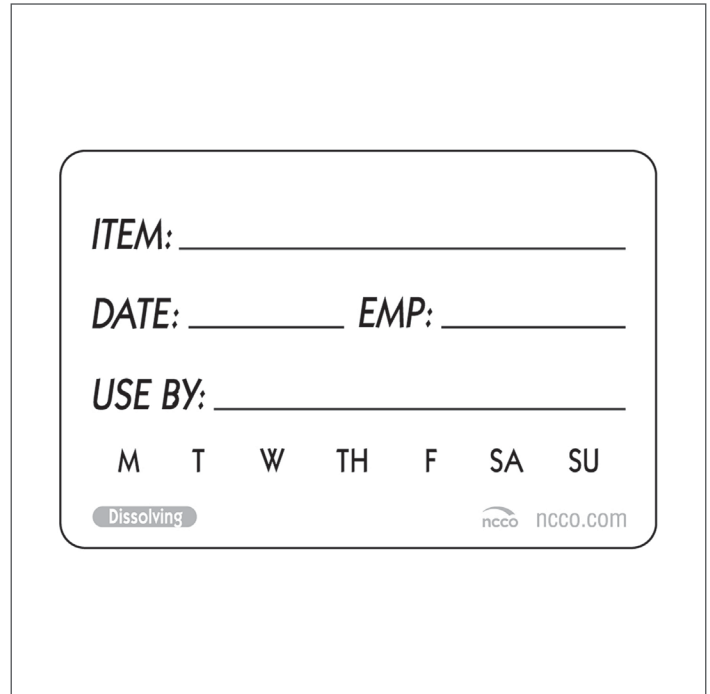 ITEM:
DATE: EMP:
USE BY:
M T W TH F SA SU
Dissolving ncco ncco.com